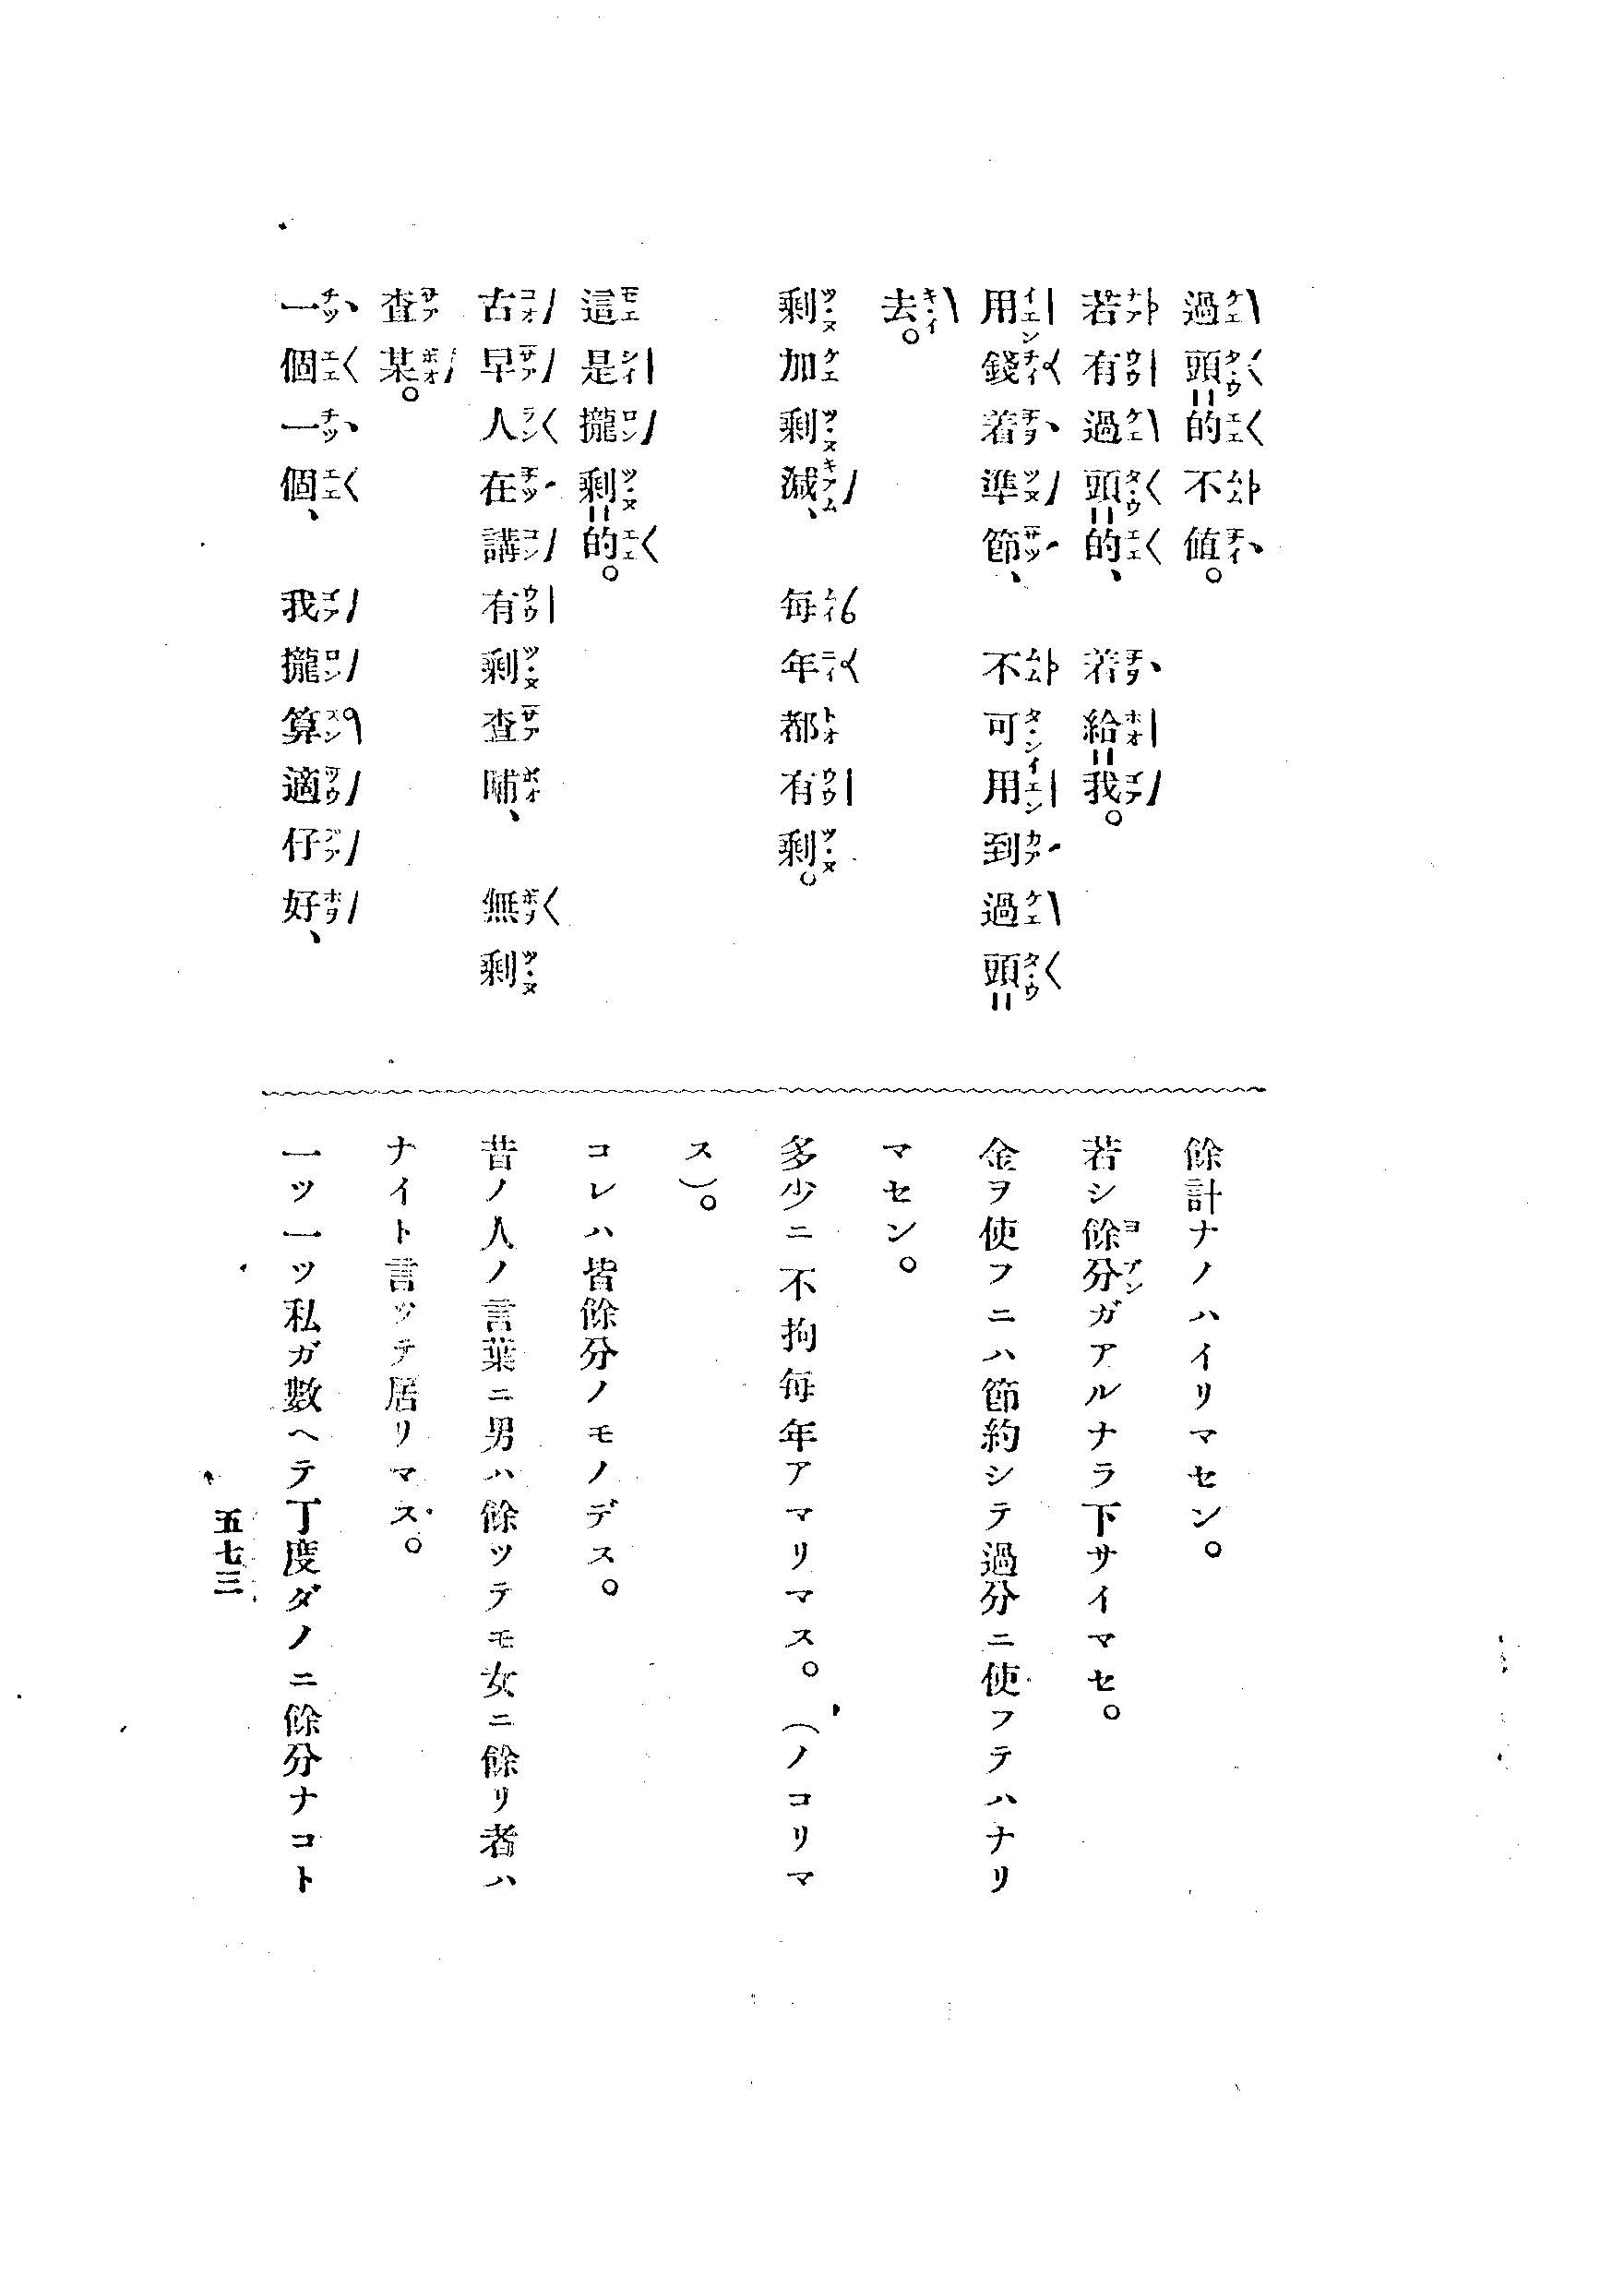 過頭=的不值。
若有過頭=的、若給=我。
用錢着準節、不可用到過頭=
去。
剩加剩減、每年都有剩。
這是攏剩=的。
古早人在講有剩查晡、無剩
查某。
一個一個、我攏算適仔好、
餘計ナノハイリマセン。
若シ餘分ガアルナラ下サイマセ。
金ヲ使フニハ節約シテ過分ニ使フテハナリ
マセン。
多少ニ不拘每年アマリマス。(ノコリマ
ス)。
コレハ皆餘分ノモノデス。
昔ノ人ノ言葉ニ男ハ餘ツテモ女ニ餘リ者ハ
ナイト言ツテ居リマス。
一ツ一ツ私ガ數ヘテ丁度ダノニ餘分ナコト
五七三